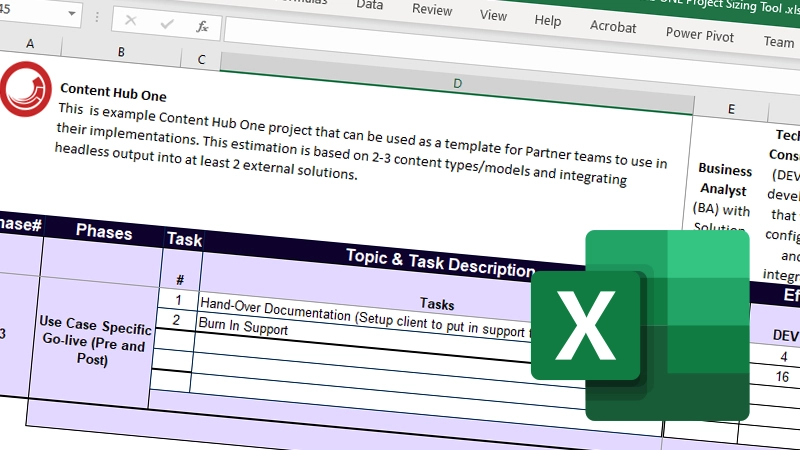 ONE Project Sizing Tool .xls
Data Review View Help Acrobat Power Pivot Team
45
fx
A B C D E
Content Hub One
This is example Content Hub One project that can be used as a template for Partner teams to use in
their implementations. This estimation is based on 2-3 content types/models and integrating
headless output into at least 2 external solutions.
Business
Analyst
(BA) with
Tech
Cons
(DEV
that
config
and
integr
hase# Phases Task Topic & Task Description Ef
# Tasks DEV
3
Use Case Specific
Go-live (Pre and
Post)
1 Hand-Over Documentation (Setup client to put in support t 4
2 Burn In Support 16
X